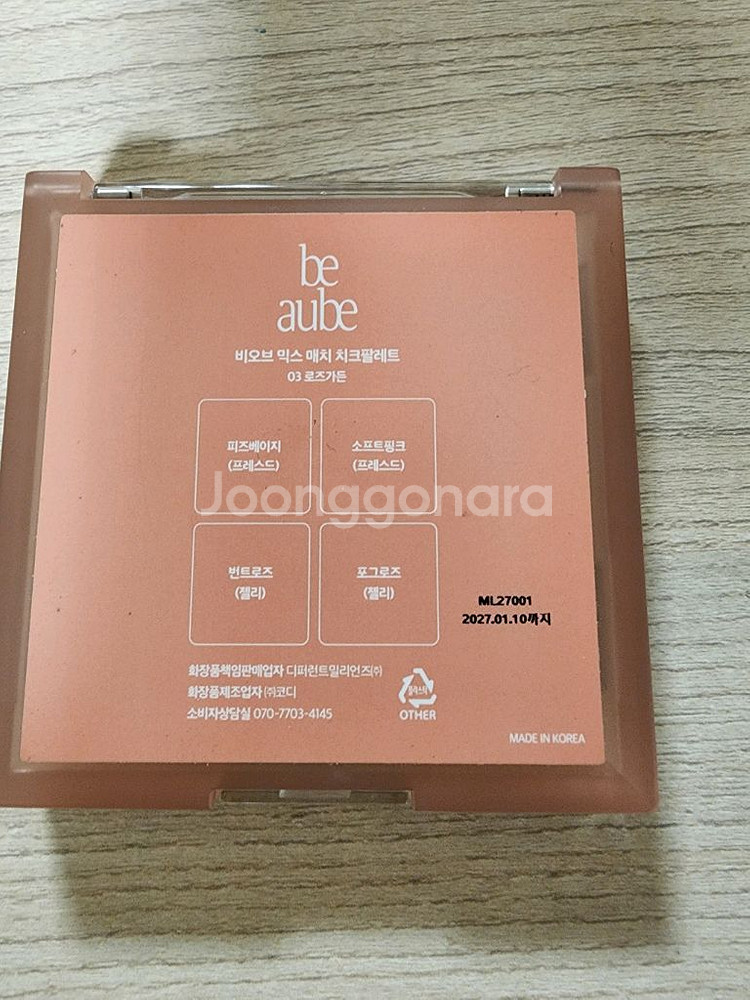 be
aube
비오브 믹스 매치 치크팔레트
03 로즈가든
피즈베이지
(프레스드)
소프트핑크
(프레스드)
Joonggonara
번트로즈
(젤리)
포그로즈
(젤리)
ML27001
2027.01.10까지
화장품책임판매업자 디퍼런트밀리언즈(주)
화장품제조업자 (주)코디
소비자상담실 070-7703-4145
플라스틱
OTHER
MADE IN KOREA